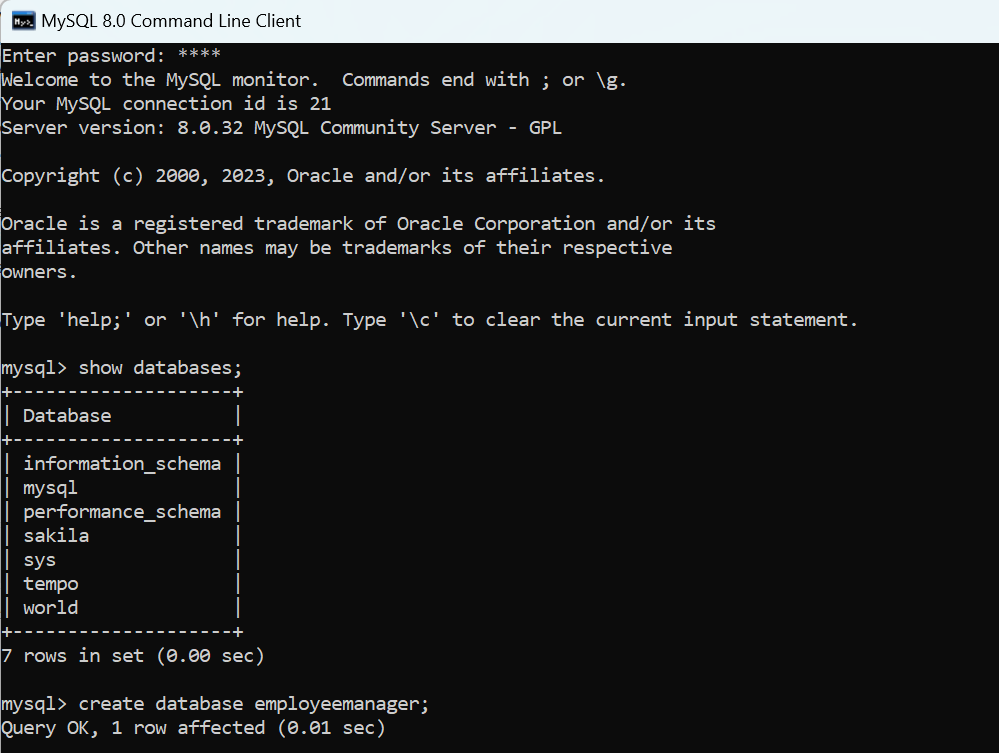 MySQL 8.0 Command Line Client
Enter password: ****
Welcome to the MySQL monitor.  Commands end with ; or \g.
Your MySQL connection id is 21
Server version: 8.0.32 MySQL Community Server - GPL

Copyright (c) 2000, 2023, Oracle and/or its affiliates.

Oracle is a registered trademark of Oracle Corporation and/or its
affiliates. Other names may be trademarks of their respective
owners.

Type 'help;' or '\h' for help. Type '\c' to clear the current input statement.

mysql> show databases;
+--------------------+
| Database           |
+--------------------+
| information_schema |
| mysql              |
| performance_schema |
| sakila             |
| sys                |
| tempo              |
| world              |
+--------------------+
7 rows in set (0.00 sec)

mysql> create database employeemanager;
Query OK, 1 row affected (0.01 sec)